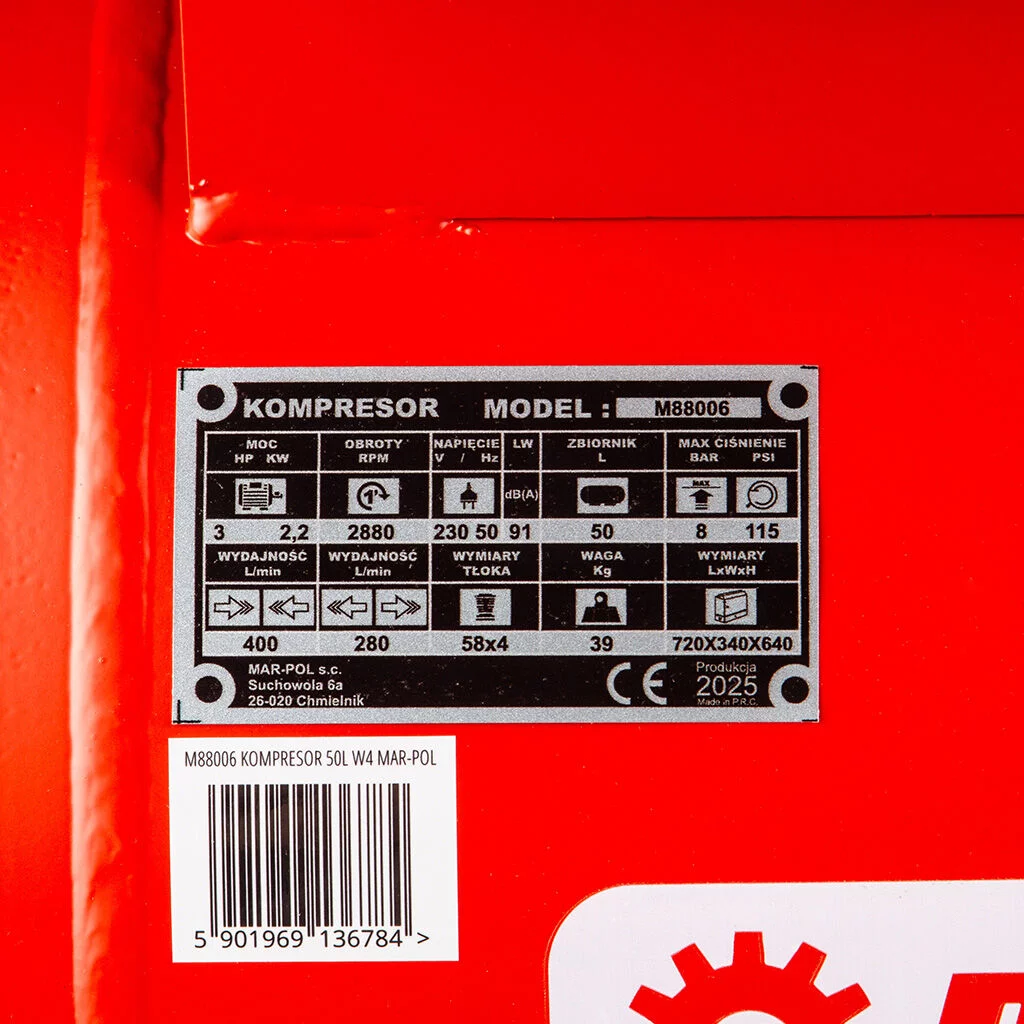 KOMPRESOR MODEL : M88006
MOC OBROTY NAPIĘCIE LW ZBIORNIK MAX CIŚNIENIE
HP KW RPM V / Hz L BAR PSI
1' dB(A) MAX
3 2,2 2880 230 50 91 50 8 115
WYDAJNOŚĆ WYDAJNOŚĆ WYMIARY WAGA WYMIARY
L/min L/min TŁOKA Kg LxWxH
400 280 58x4 39 720X340X640
MAR-POL s.c.
Suchowola 6a
26-020 Chmielnik
CE
Produkcja
2025
Made in P.R.C.
M88006 KOMPRESOR 50L W4 MAR-POL
5 901969 136784 >